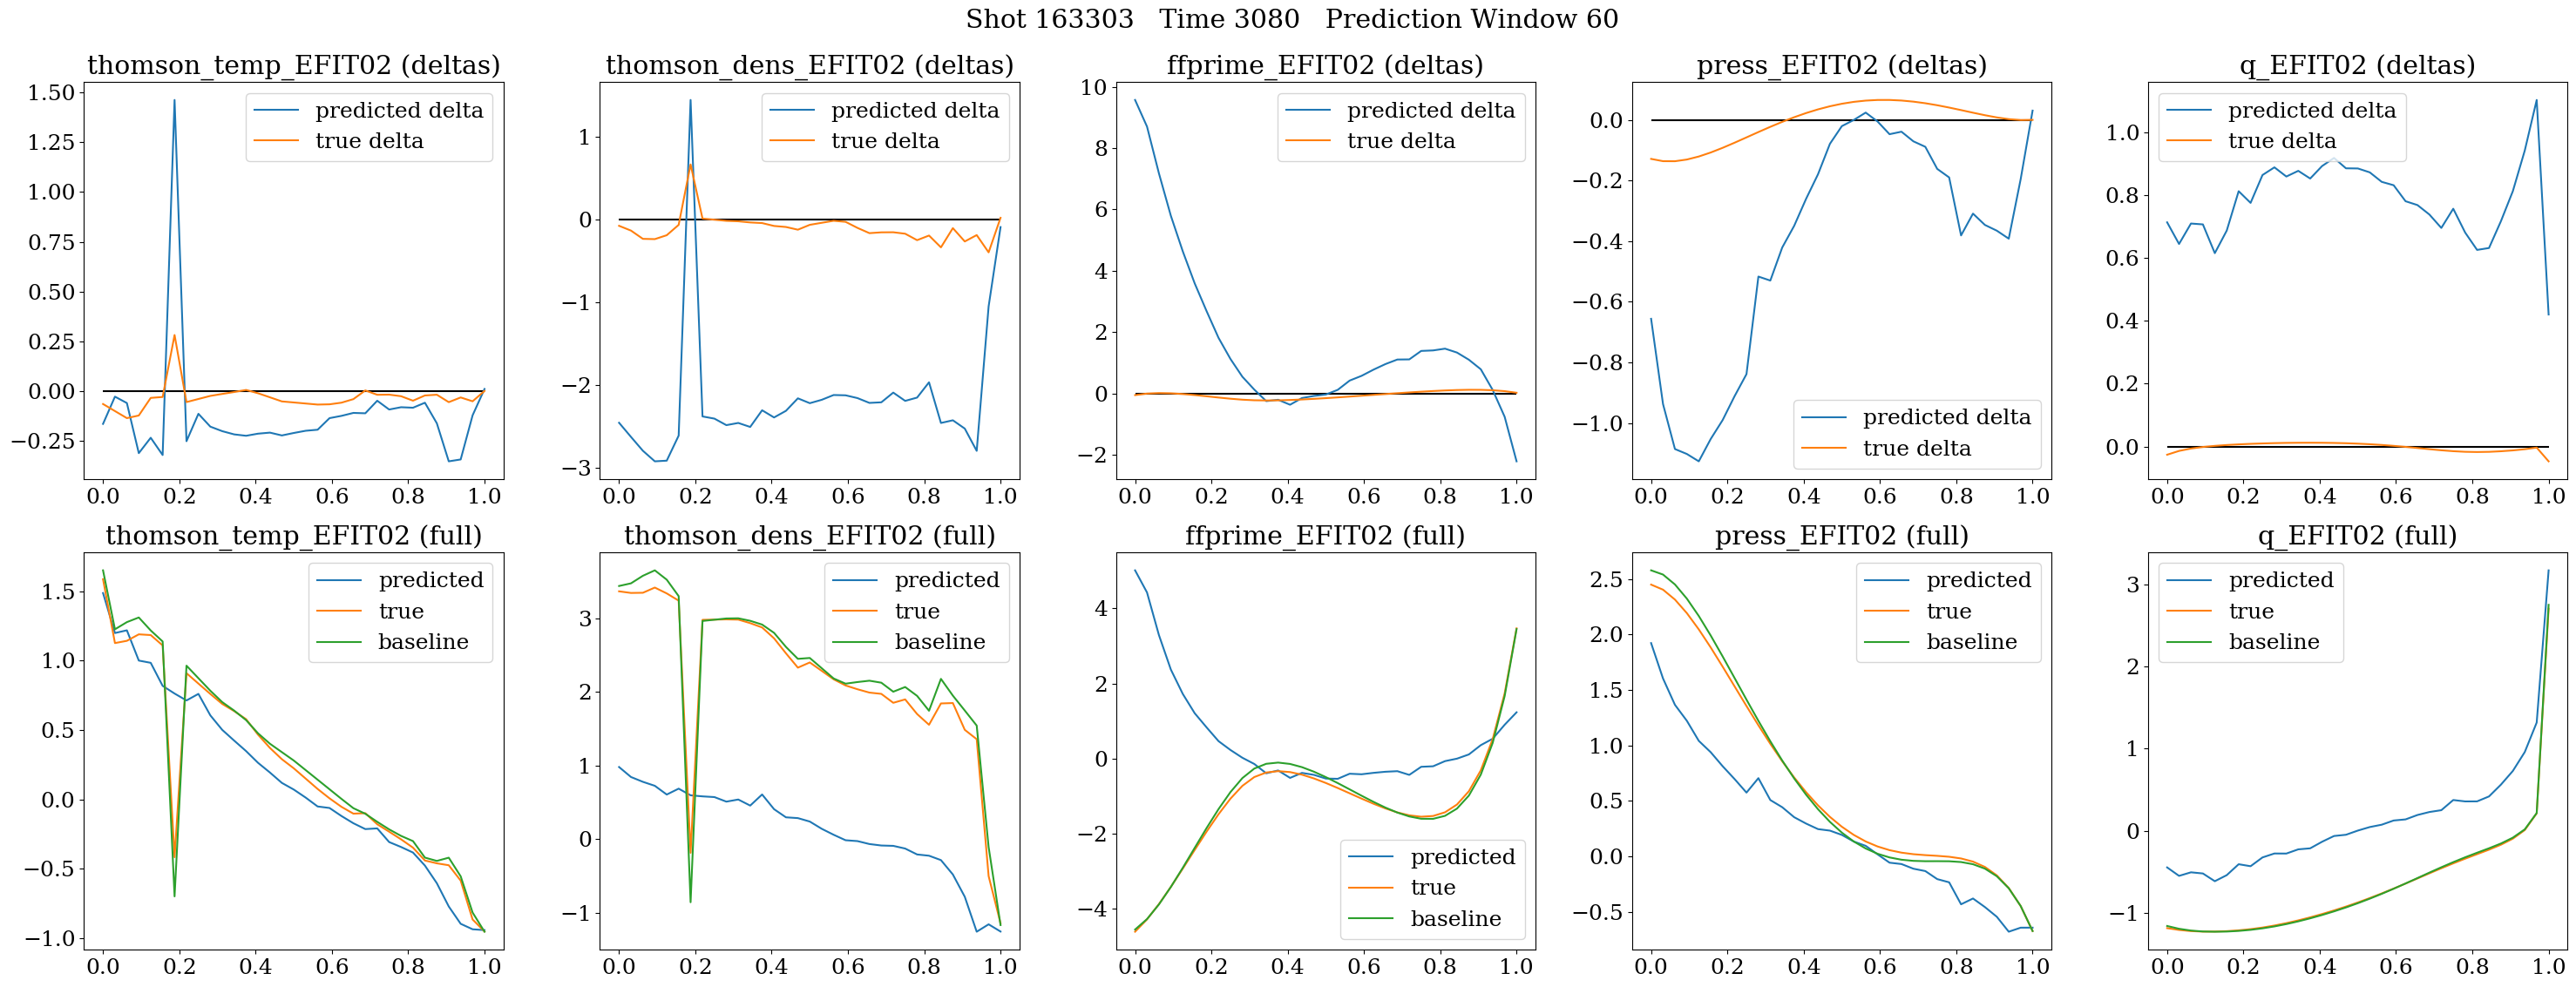 Shot 163303   Time 3080   Prediction Window 60
thomson_temp_EFIT02 (deltas)
1.50
1.25
1.00
0.75
0.50
0.25
0.00
−0.25
0.0 0.2 0.4 0.6 0.8 1.0
predicted delta
true delta
thomson_dens_EFIT02 (deltas)
1
0
−1
−2
−3
0.0 0.2 0.4 0.6 0.8 1.0
predicted delta
true delta
ffprime_EFIT02 (deltas)
10
8
6
4
2
0
−2
0.0 0.2 0.4 0.6 0.8 1.0
predicted delta
true delta
press_EFIT02 (deltas)
0.0
−0.2
−0.4
−0.6
−0.8
−1.0
0.0 0.2 0.4 0.6 0.8 1.0
predicted delta
true delta
q_EFIT02 (deltas)
1.0
0.8
0.6
0.4
0.2
0.0
0.0 0.2 0.4 0.6 0.8 1.0
predicted delta
true delta
thomson_temp_EFIT02 (full)
1.5
1.0
0.5
0.0
−0.5
−1.0
0.0 0.2 0.4 0.6 0.8 1.0
predicted
true
baseline
thomson_dens_EFIT02 (full)
3
2
1
0
−1
0.0 0.2 0.4 0.6 0.8 1.0
predicted
true
baseline
ffprime_EFIT02 (full)
4
2
0
−2
−4
0.0 0.2 0.4 0.6 0.8 1.0
predicted
true
baseline
press_EFIT02 (full)
2.5
2.0
1.5
1.0
0.5
0.0
−0.5
0.0 0.2 0.4 0.6 0.8 1.0
predicted
true
baseline
q_EFIT02 (full)
3
2
1
0
−1
0.0 0.2 0.4 0.6 0.8 1.0
predicted
true
baseline